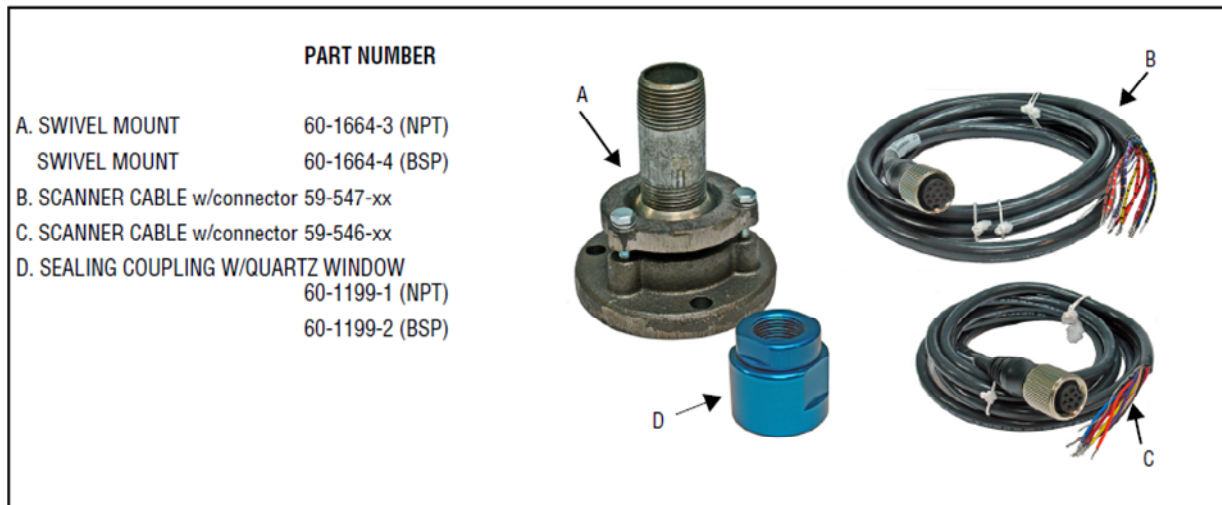 PART NUMBER
A. SWIVEL MOUNT 60-1664-3 (NPT)
SWIVEL MOUNT 60-1664-4 (BSP)
B. SCANNER CABLE w/connector 59-547-xx
C. SCANNER CABLE w/connector 59-546-xx
D. SEALING COUPLING W/QUARTZ WINDOW
60-1199-1 (NPT)
60-1199-2 (BSP)
A
B
D
C